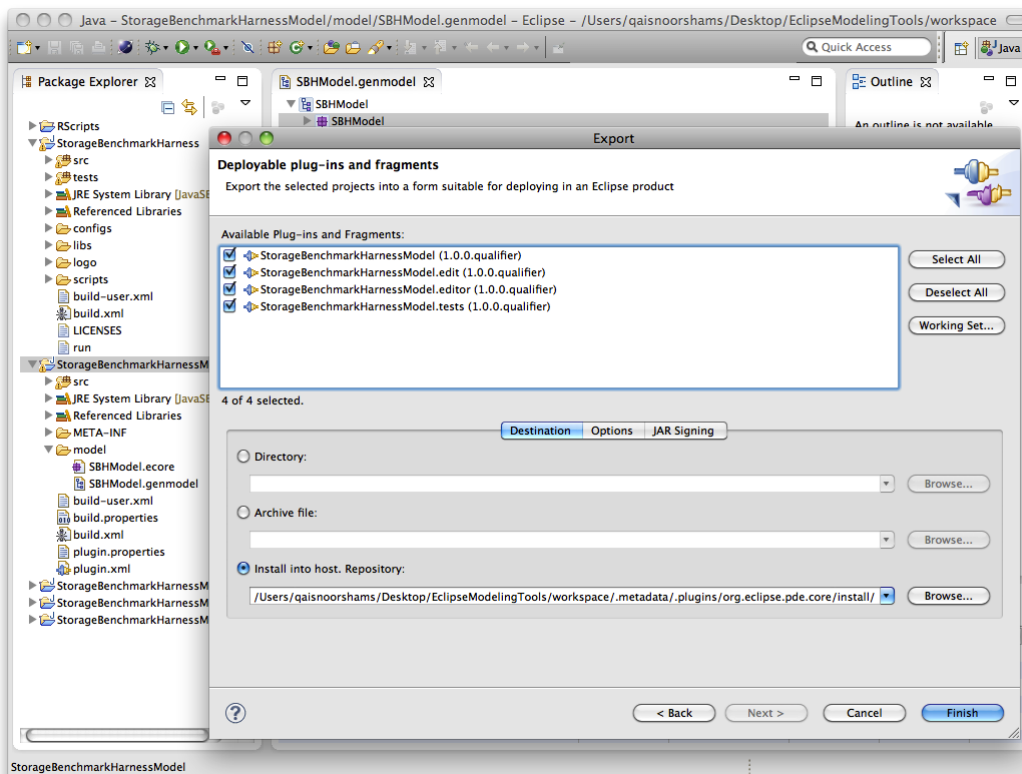 Java – StorageBenchmarkHarnessModel/model/SBHModel.genmodel – Eclipse – /Users/qaisnoorshams/Desktop/EclipseModelingTools/workspace
Quick Access
Java
Package Explorer
SBHModel.genmodel
Outline
SBHModel
SBHModel
An outline is not available
RScripts
StorageBenchmarkHarness
src
tests
JRE System Library [JavaSE
Referenced Libraries
configs
libs
logo
scripts
build-user.xml
build.xml
LICENSES
run
StorageBenchmarkHarnessM
src
JRE System Library [JavaSE
Referenced Libraries
META-INF
model
SBHModel.ecore
SBHModel.genmodel
build-user.xml
build.properties
build.xml
plugin.properties
plugin.xml
StorageBenchmarkHarnessM
StorageBenchmarkHarnessM
StorageBenchmarkHarnessM
Export
Deployable plug-ins and fragments
Export the selected projects into a form suitable for deploying in an Eclipse product
Available Plug-ins and Fragments:
StorageBenchmarkHarnessModel (1.0.0.qualifier)
StorageBenchmarkHarnessModel.edit (1.0.0.qualifier)
StorageBenchmarkHarnessModel.editor (1.0.0.qualifier)
StorageBenchmarkHarnessModel.tests (1.0.0.qualifier)
Select All
Deselect All
Working Set...
4 of 4 selected.
Destination Options JAR Signing
Directory:
Browse...
Archive file:
Browse...
Install into host. Repository:
/Users/qaisnoorshams/Desktop/EclipseModelingTools/workspace/.metadata/.plugins/org.eclipse.pde.core/install/
Browse...
?
< Back Next > Cancel Finish
StorageBenchmarkHarnessModel